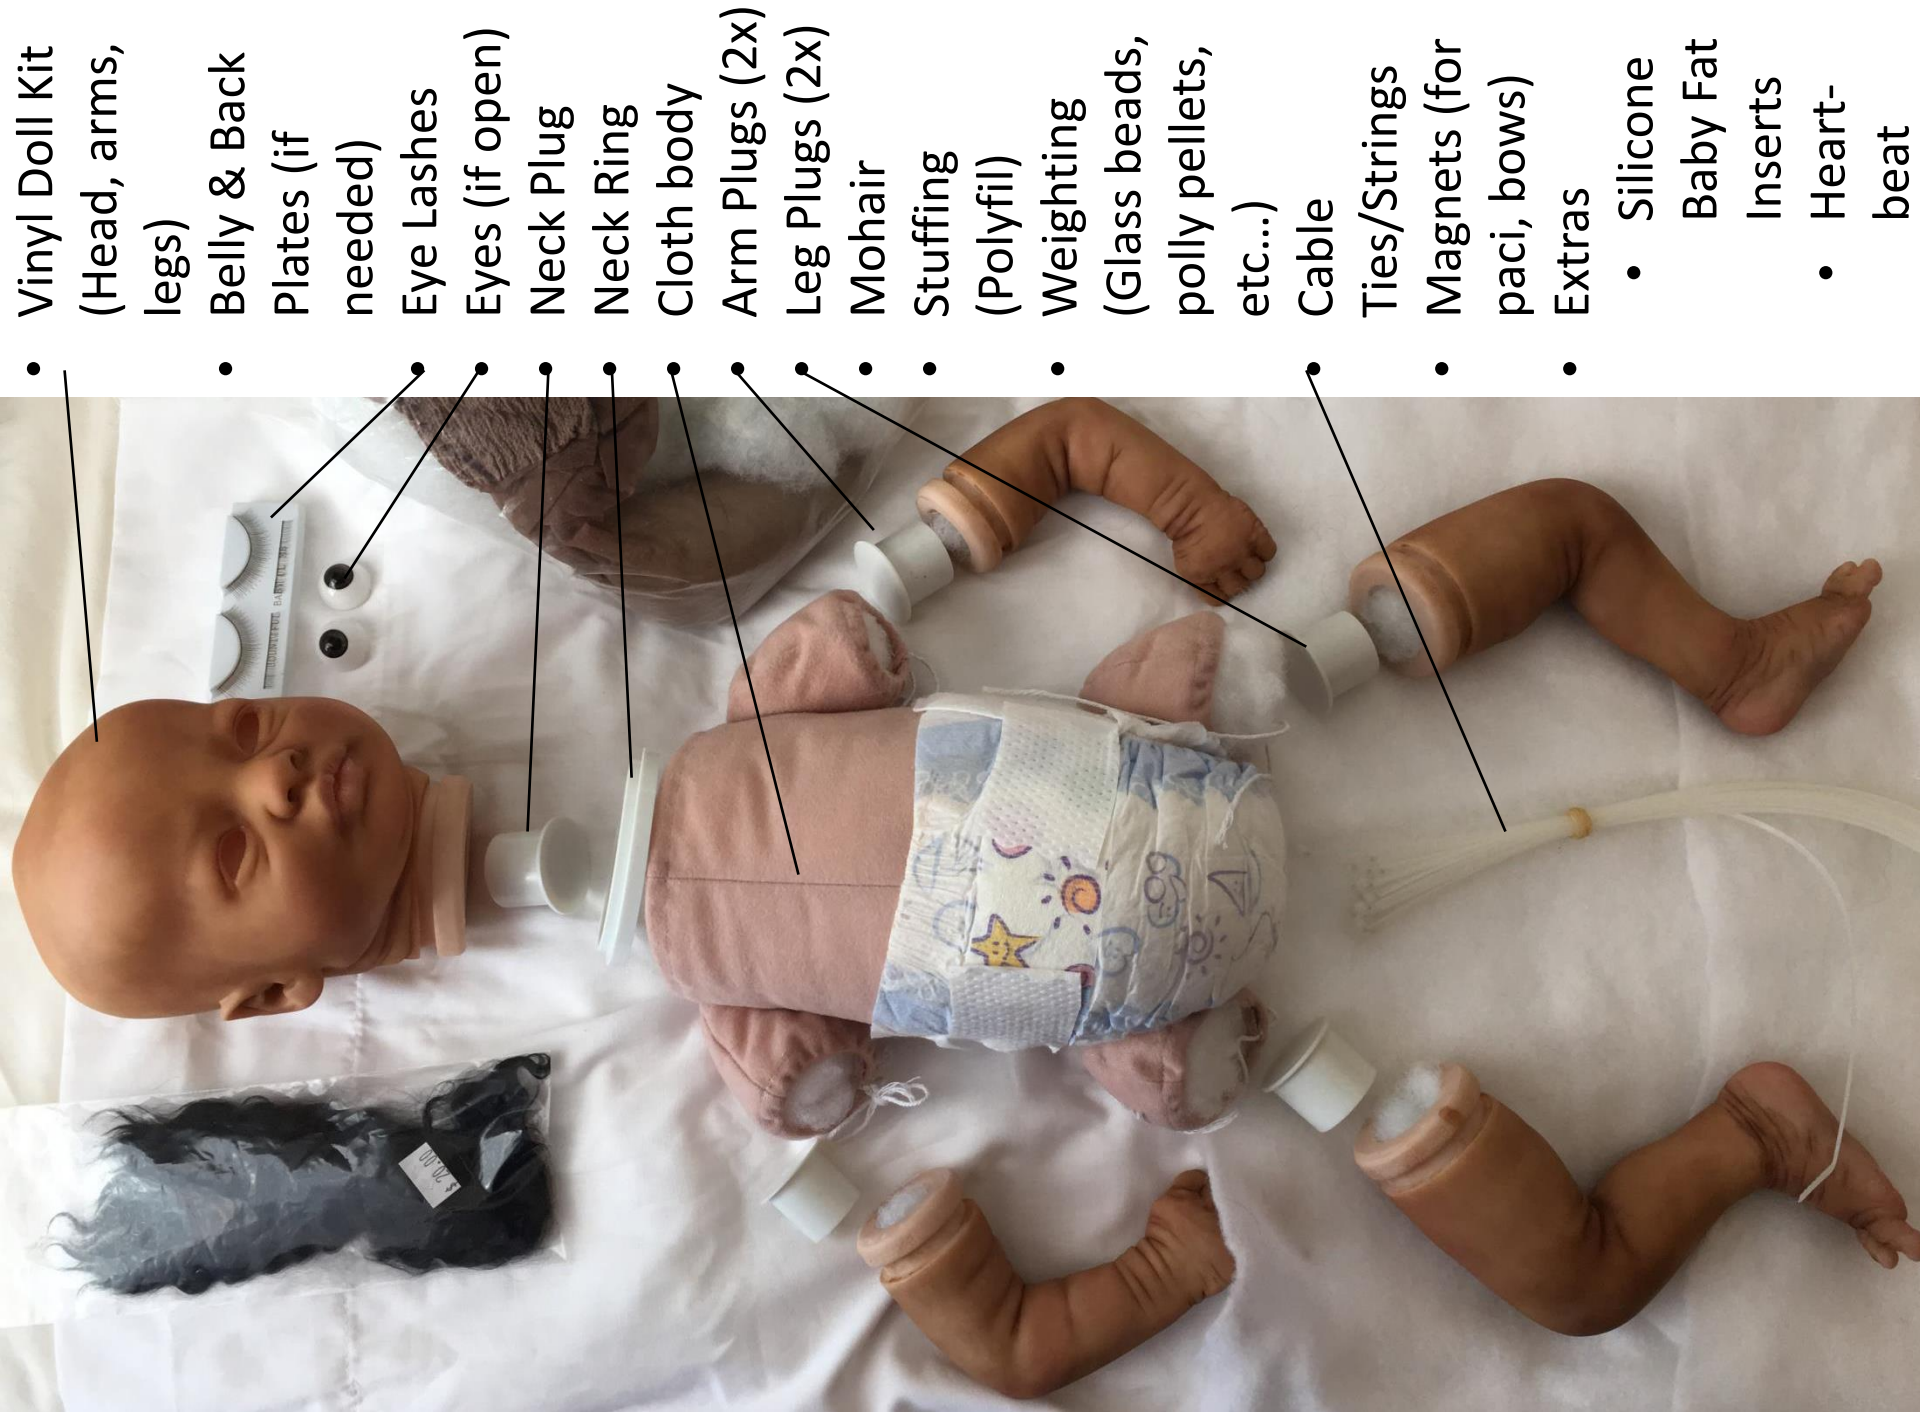 • Vinyl Doll Kit
(Head, arms,
legs)
• Belly & Back
Plates (if
needed)
• Eye Lashes
• Eyes (if open)
• Neck Plug
• Neck Ring
• Cloth body
• Arm Plugs (2x)
• Leg Plugs (2x)
• Mohair
• Stuffing
(Polyfil)
• Weighting
(Glass beads,
polly pellets,
etc...)
• Cable
Ties/Strings
• Magnets (for
paci, bows)
• Extras
• Silicone
Baby Fat
Inserts
• Heart-
beat
$20.00